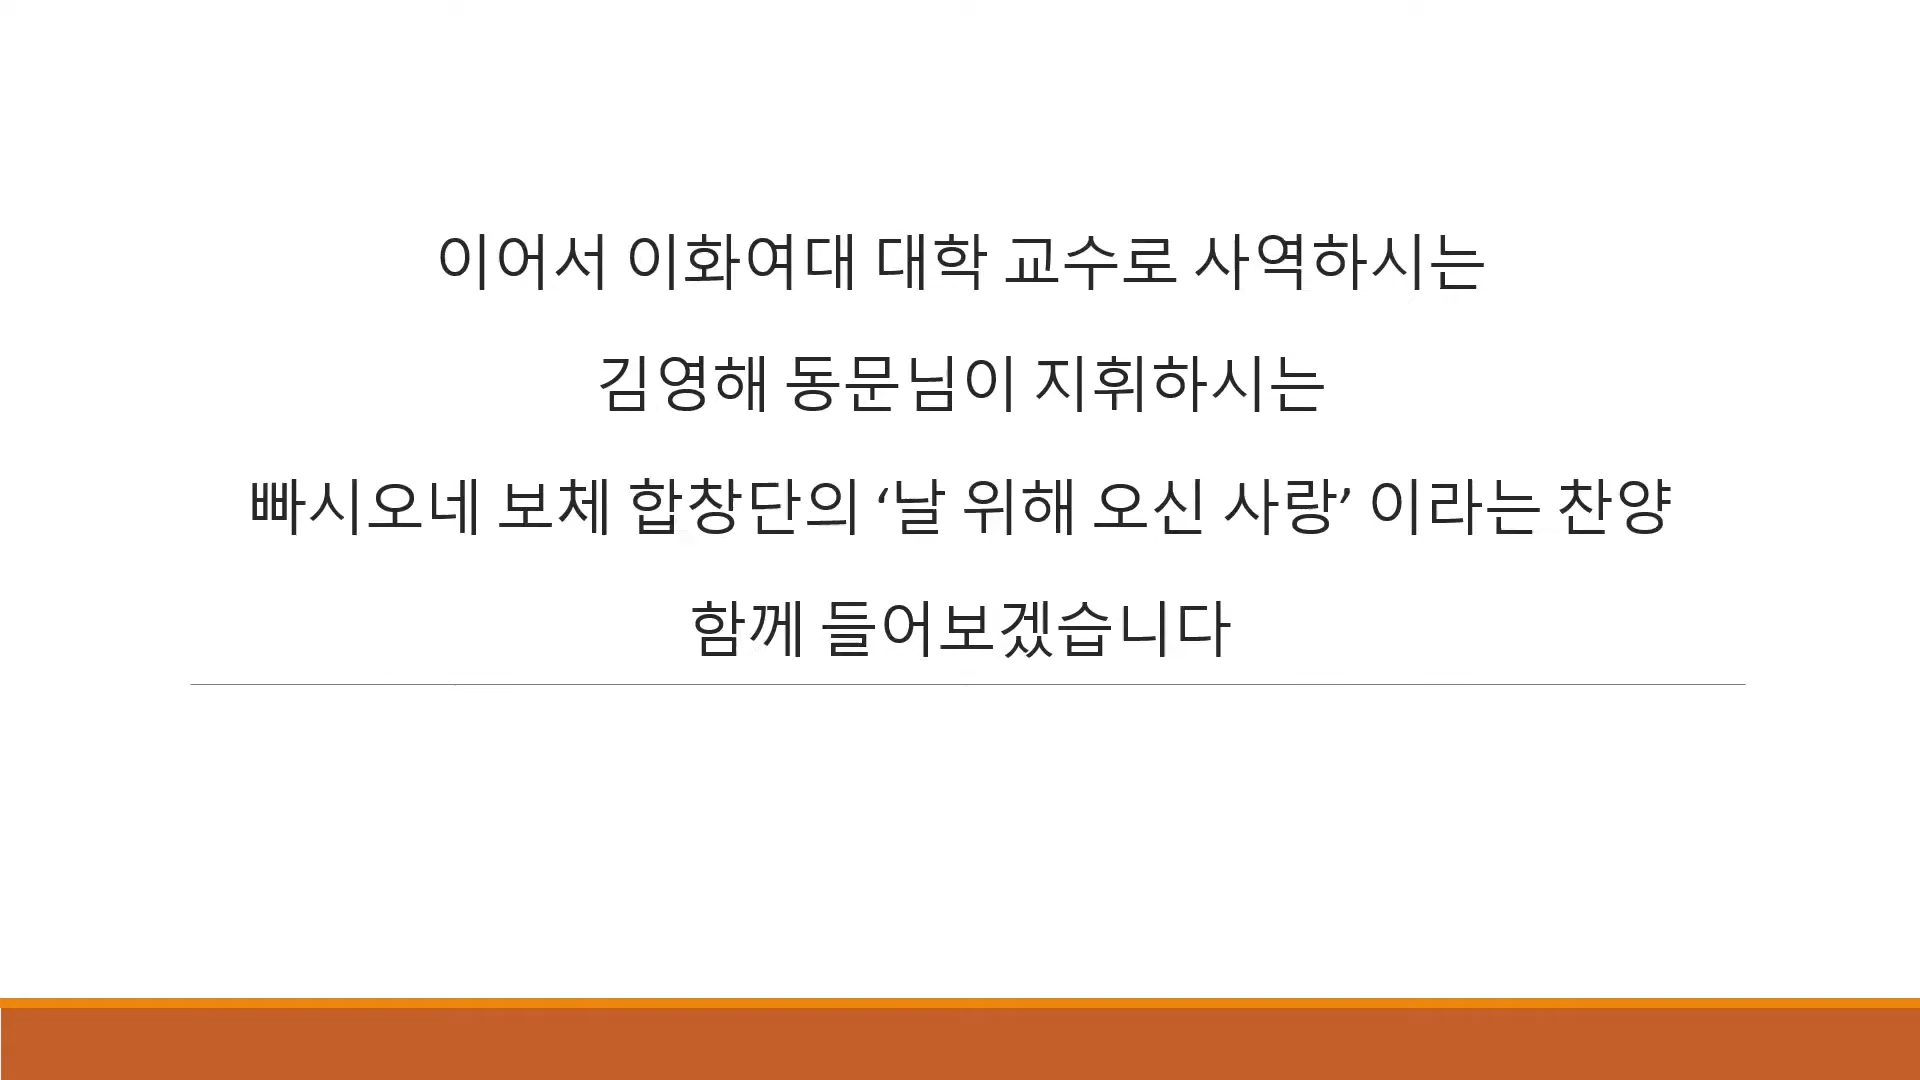 이어서 이화여대 대학 교수로 사역하시는
김영해 동문님이 지휘하시는
빠시오네 보체 합창단의 ‘날 위해 오신 사랑’ 이라는 찬양
함께 들어보겠습니다